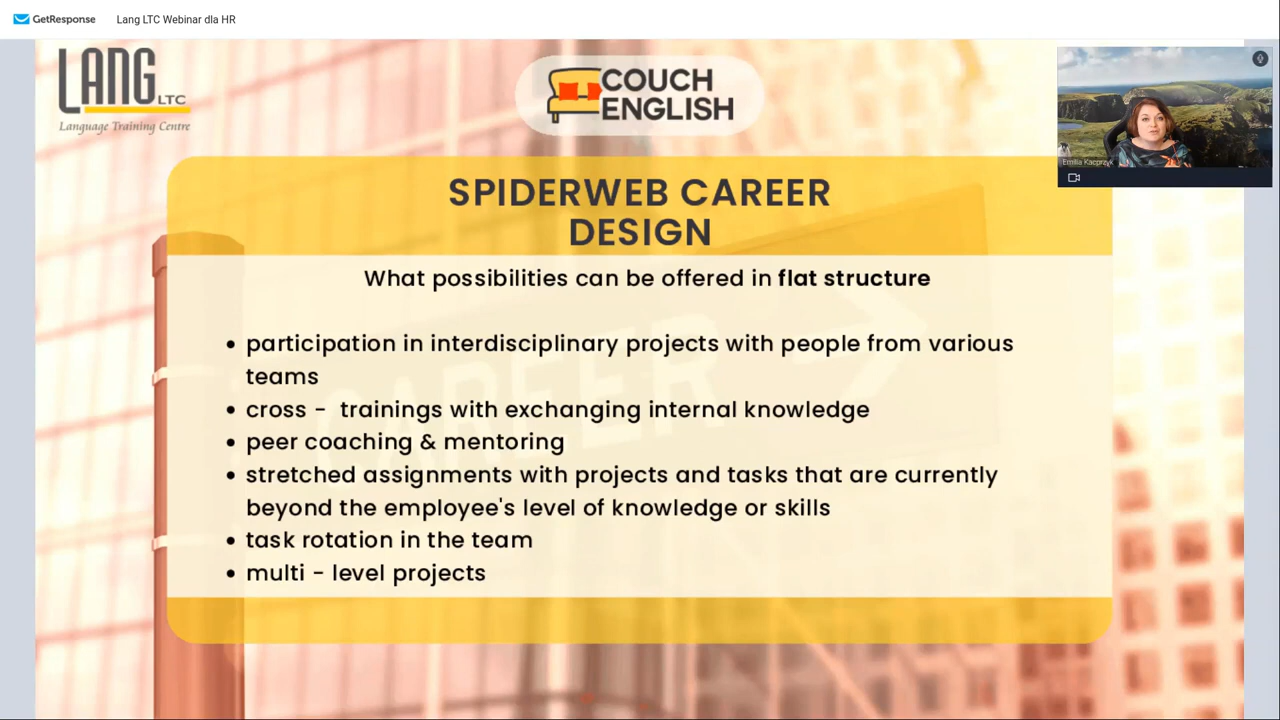 GetResponse Lang LTC Webinar dla HR
LANG LTC
Language Training Centre
COUCH
ENGLISH
Emilia Kacprzyk
SPIDERWEB CAREER
DESIGN
What possibilities can be offered in flat structure
• participation in interdisciplinary projects with people from various
teams
• cross - trainings with exchanging internal knowledge
• peer coaching & mentoring
• stretched assignments with projects and tasks that are currently
beyond the employee's level of knowledge or skills
• task rotation in the team
• multi - level projects
CAREER